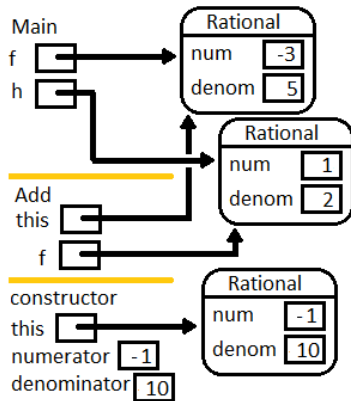 Main
f
h
Rational
num -3
denom 5
Rational
num 1
denom 2
Add
this
f
constructor
this
numerator -1
denominator 10
Rational
num -1
denom 10